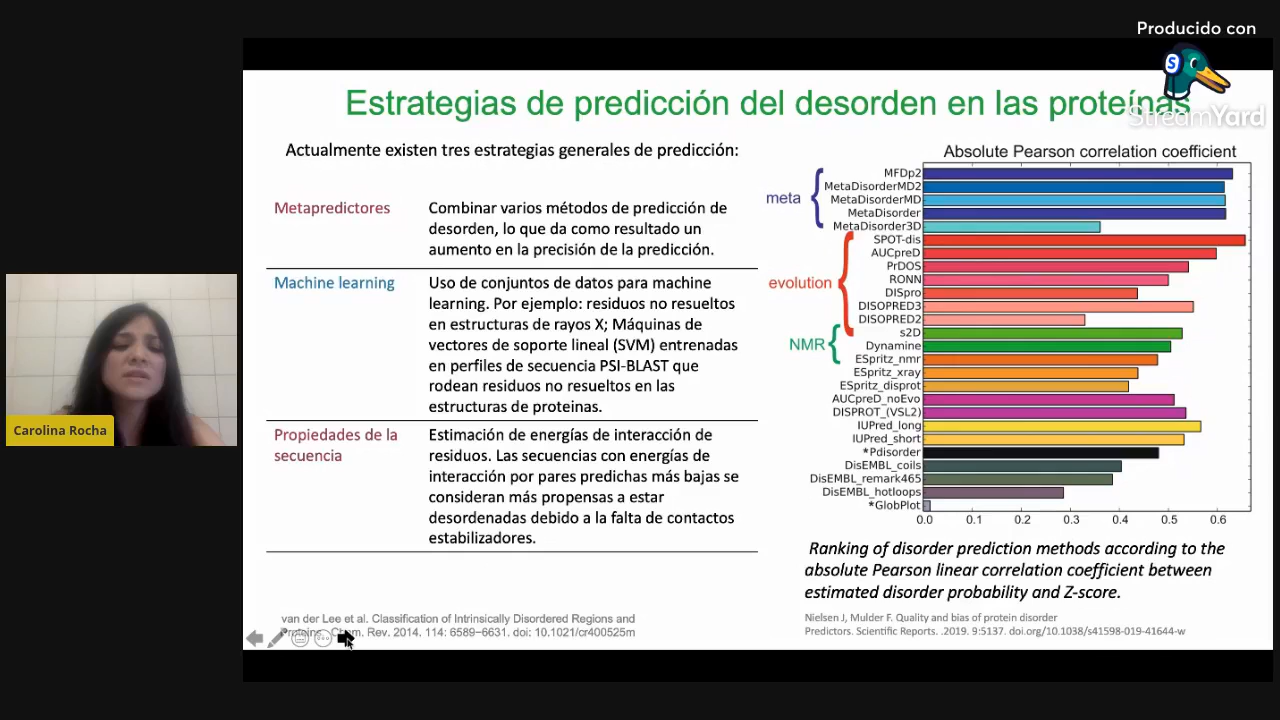 Producido con
StreamYard
Estrategias de predicción del desorden en las proteínas
Actualmente existen tres estrategias generales de predicción:
Metapredictores
Combinar varios métodos de predicción de
desorden, lo que da como resultado un
aumento en la precisión de la predicción.
Machine learning
Uso de conjuntos de datos para machine
learning. Por ejemplo: residuos no resueltos
en estructuras de rayos X; Máquinas de
vectores de soporte lineal (SVM) entrenadas
en perfiles de secuencia PSI-BLAST que
rodean residuos no resueltos en las
estructuras de proteinas.
Propiedades de la
secuencia
Estimación de energías de interacción de
residuos. Las secuencias con energías de
interacción por pares predichas más bajas se
consideran más propensas a estar
desordenadas debido a la falta de contactos
estabilizadores.
van der Lee et al. Classification of Intrinsically Disordered Regions and
Proteins. Chem. Rev. 2014. 114: 6589−6631. doi: 10.1021/cr400525m
Absolute Pearson correlation coefficient
meta
evolution
NMR
MFDp2
MetaDisorderMD2
MetaDisorderMD
MetaDisorder
MetaDisorder3D
SPOT-dis
AUCpreD
PrDOS
RONN
DISpro
DISOPRED3
DISOPRED2
s2D
Dynamine
ESpritz_nmr
ESpritz_xray
ESpritz_disprot
AUCpreD_noEvo
DISPROT_(VSL2)
IUPred_long
IUPred_short
*Pdisorder
DisEMBL_coils
DisEMBL_remark465
DisEMBL_hotloops
*GlobPlot
0.0 0.1 0.2 0.3 0.4 0.5 0.6
Ranking of disorder prediction methods according to the
absolute Pearson linear correlation coefficient between
estimated disorder probability and Z-score.
Nielsen J, Mulder F. Quality and bias of protein disorder
Predictors. Scientific Reports. .2019. 9:5137. doi.org/10.1038/s41598-019-41644-w
Carolina Rocha